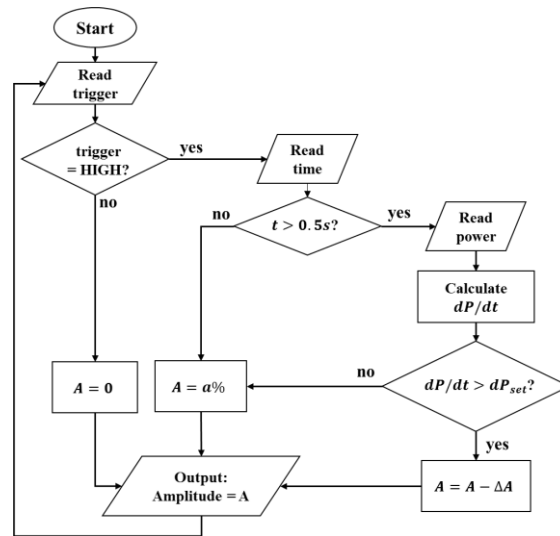 Start
Read
trigger
trigger
= HIGH?
yes
no
Read
time
t > 0.5s?
no
yes
Read
power
Calculate
dP/dt
dP/dt > dPset?
no
yes
A = 0
A = a%
A = A − ΔA
Output:
Amplitude = A